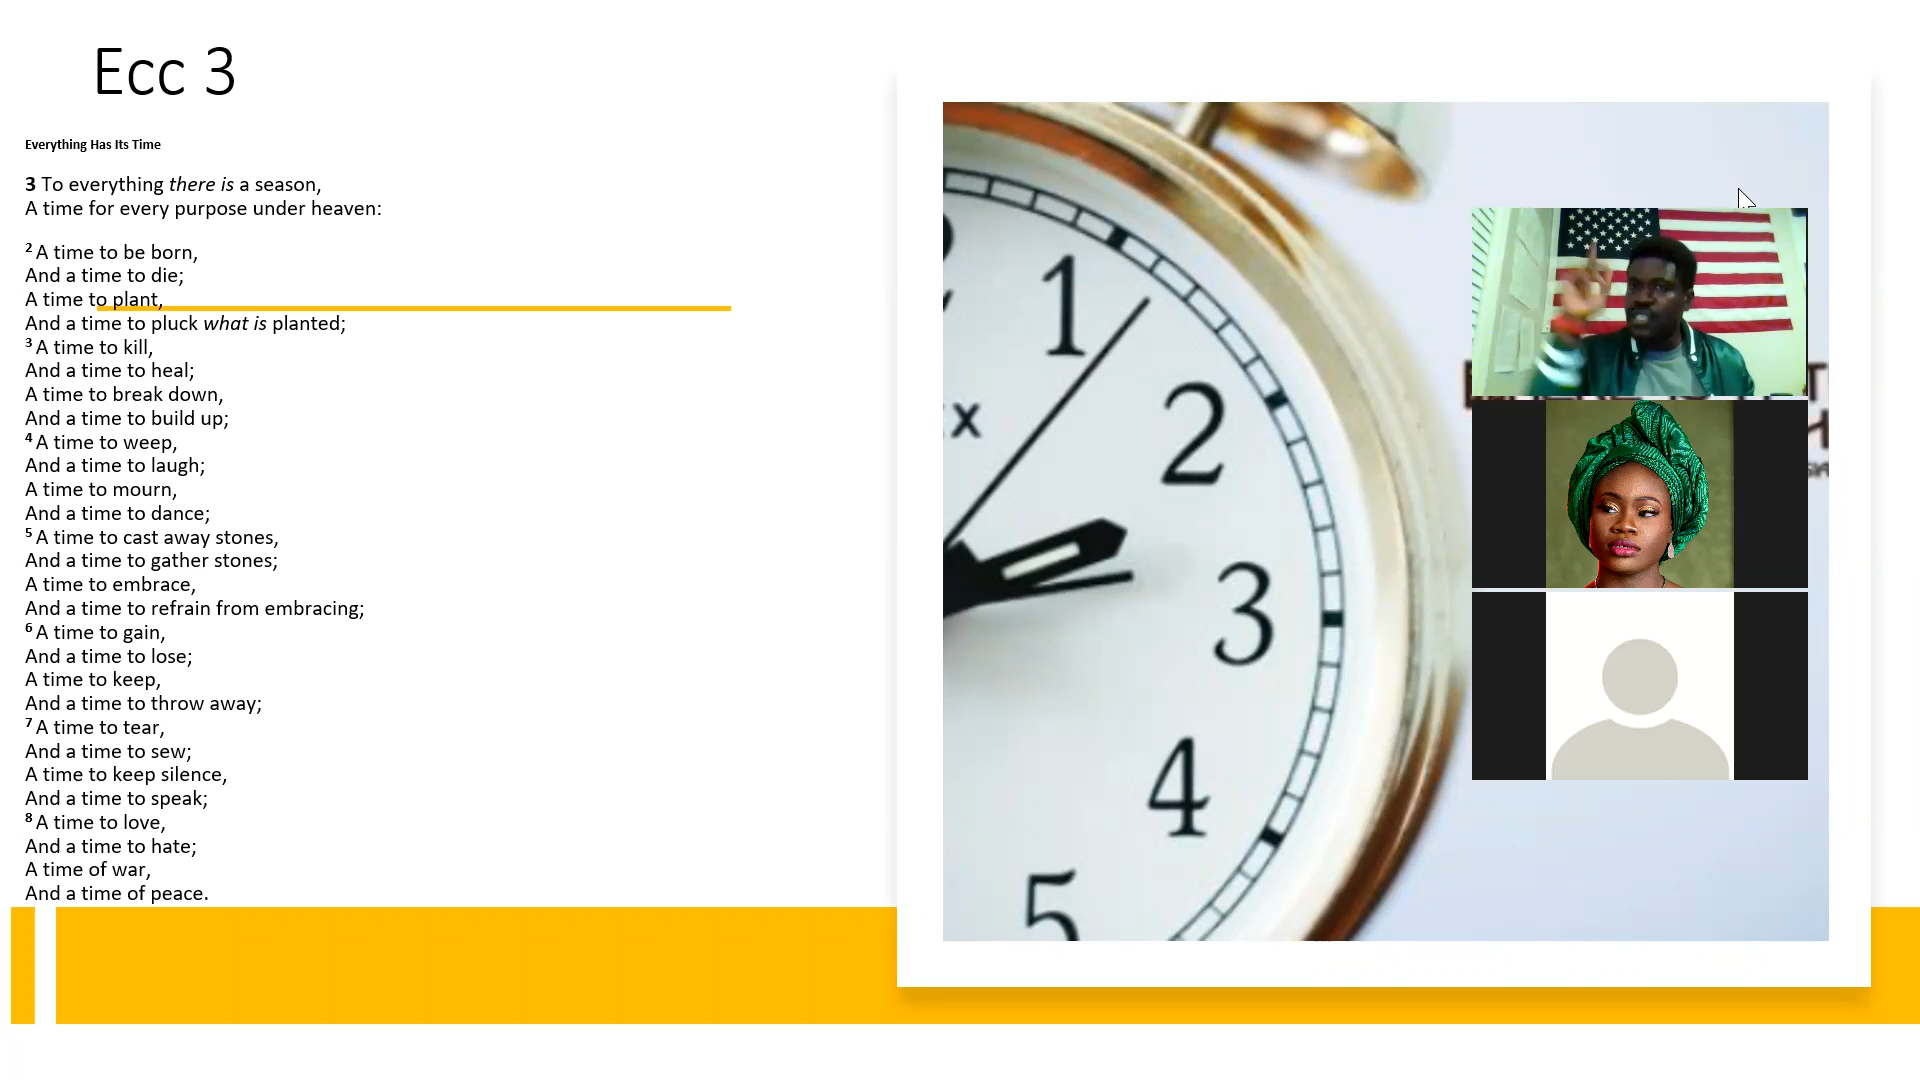 Ecc 3
Everything Has Its Time
3 To everything there is a season,
A time for every purpose under heaven:
2 A time to be born,
And a time to die;
A time to plant,
And a time to pluck what is planted;
3 A time to kill,
And a time to heal;
A time to break down,
And a time to build up;
4 A time to weep,
And a time to laugh;
A time to mourn,
And a time to dance;
5 A time to cast away stones,
And a time to gather stones;
A time to embrace,
And a time to refrain from embracing;
6 A time to gain,
And a time to lose;
A time to keep,
And a time to throw away;
7 A time to tear,
And a time to sew;
A time to keep silence,
And a time to speak;
8 A time to love,
And a time to hate;
A time of war,
And a time of peace.
1
2
3
4
5